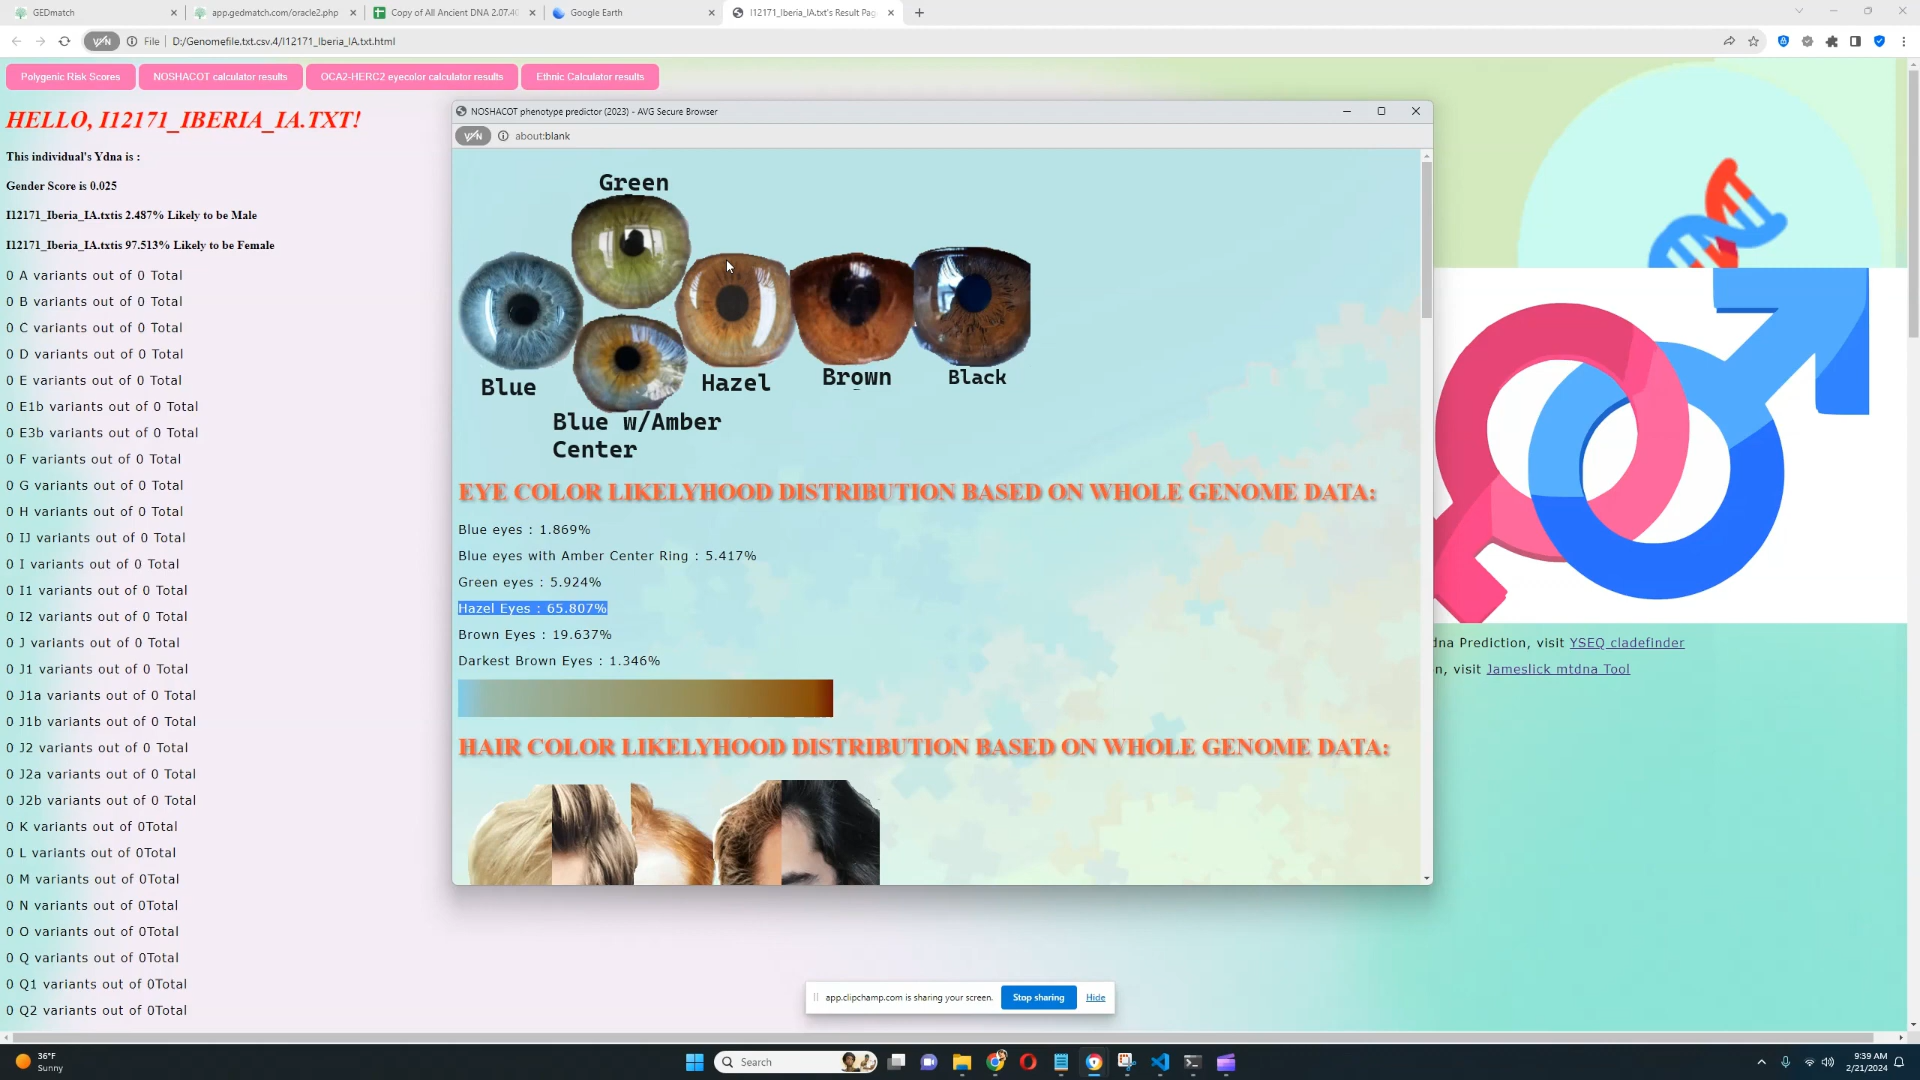 GEDmatch
app.gedmatch.com/oracle2.php
Copy of All Ancient DNA 2.07.40
Google Earth
I12171_Iberia_IA.txt's Result Pag
VPN
File
D:/Genomefile.txt.csv.4/I12171_Iberia_IA.txt.html
Polygenic Risk Scores
NOSHACOT calculator results
OCA2-HERC2 eyecolor calculator results
Ethnic Calculator results
HELLO, I12171_IBERIA_IA.TXT!
This individual's Ydna is :
Gender Score is 0.025
I12171_Iberia_IA.txtis 2.487% Likely to be Male
I12171_Iberia_IA.txtis 97.513% Likely to be Female
0 A variants out of 0 Total
0 B variants out of 0 Total
0 C variants out of 0 Total
0 D variants out of 0 Total
0 E variants out of 0 Total
0 E1b variants out of 0 Total
0 E3b variants out of 0 Total
0 F variants out of 0 Total
0 G variants out of 0 Total
0 H variants out of 0 Total
0 IJ variants out of 0 Total
0 I variants out of 0 Total
0 I1 variants out of 0 Total
0 I2 variants out of 0 Total
0 J variants out of 0 Total
0 J1 variants out of 0 Total
0 J1a variants out of 0 Total
0 J1b variants out of 0 Total
0 J2 variants out of 0 Total
0 J2a variants out of 0 Total
0 J2b variants out of 0 Total
0 K variants out of 0Total
0 L variants out of 0Total
0 M variants out of 0Total
0 N variants out of 0Total
0 O variants out of 0Total
0 Q variants out of 0Total
0 Q1 variants out of 0Total
0 Q2 variants out of 0Total
NOSHACOT phenotype predictor (2023) - AVG Secure Browser
VPN
about:blank
Green
Blue
Hazel
Brown
Black
Blue w/Amber
Center
EYE COLOR LIKELYHOOD DISTRIBUTION BASED ON WHOLE GENOME DATA:
Blue eyes : 1.869%
Blue eyes with Amber Center Ring : 5.417%
Green eyes : 5.924%
Hazel Eyes : 65.807%
Brown Eyes : 19.637%
Darkest Brown Eyes : 1.346%
HAIR COLOR LIKELYHOOD DISTRIBUTION BASED ON WHOLE GENOME DATA:
dna Prediction, visit YSEQ cladefinder
n, visit Jameslick mtdna Tool
app.clipchamp.com is sharing your screen.
Stop sharing
Hide
36°F
Sunny
Search
9:39 AM
2/21/2024